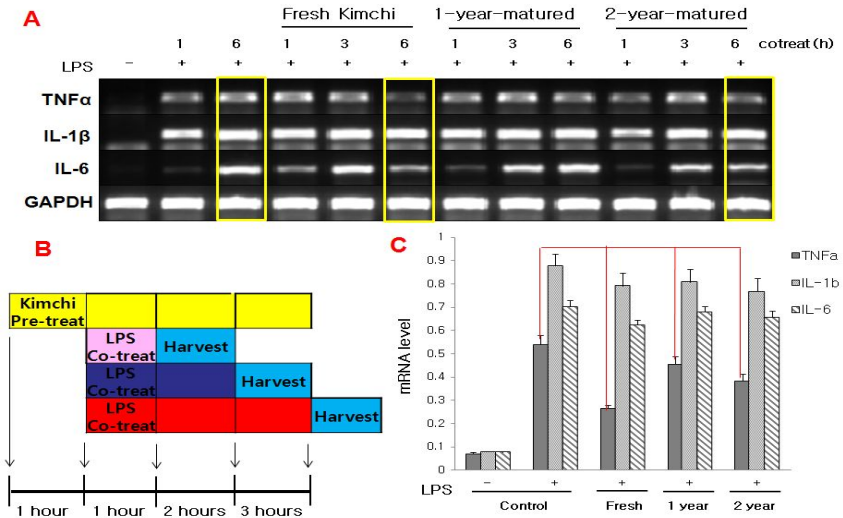 A
Fresh Kimchi 1-year-matured 2-year-matured
1 6 1 3 6 1 3 6 1 3 6 cotreat(h)
LPS - + + + + + + + + + + +
TNFα
IL-1β
IL-6
GAPDH
B
Kimchi
Pre-treat
LPS
Co-treat Harvest
LPS
Co-treat Harvest
LPS
Co-treat Harvest
1 hour 1 hour 2 hours 3 hours
C
mRNA level
1
0.9
0.8
0.7
0.6
0.5
0.4
0.3
0.2
0.1
0
TNFa
IL-1b
IL-6
LPS - + + + +
Control Fresh 1 year 2 year